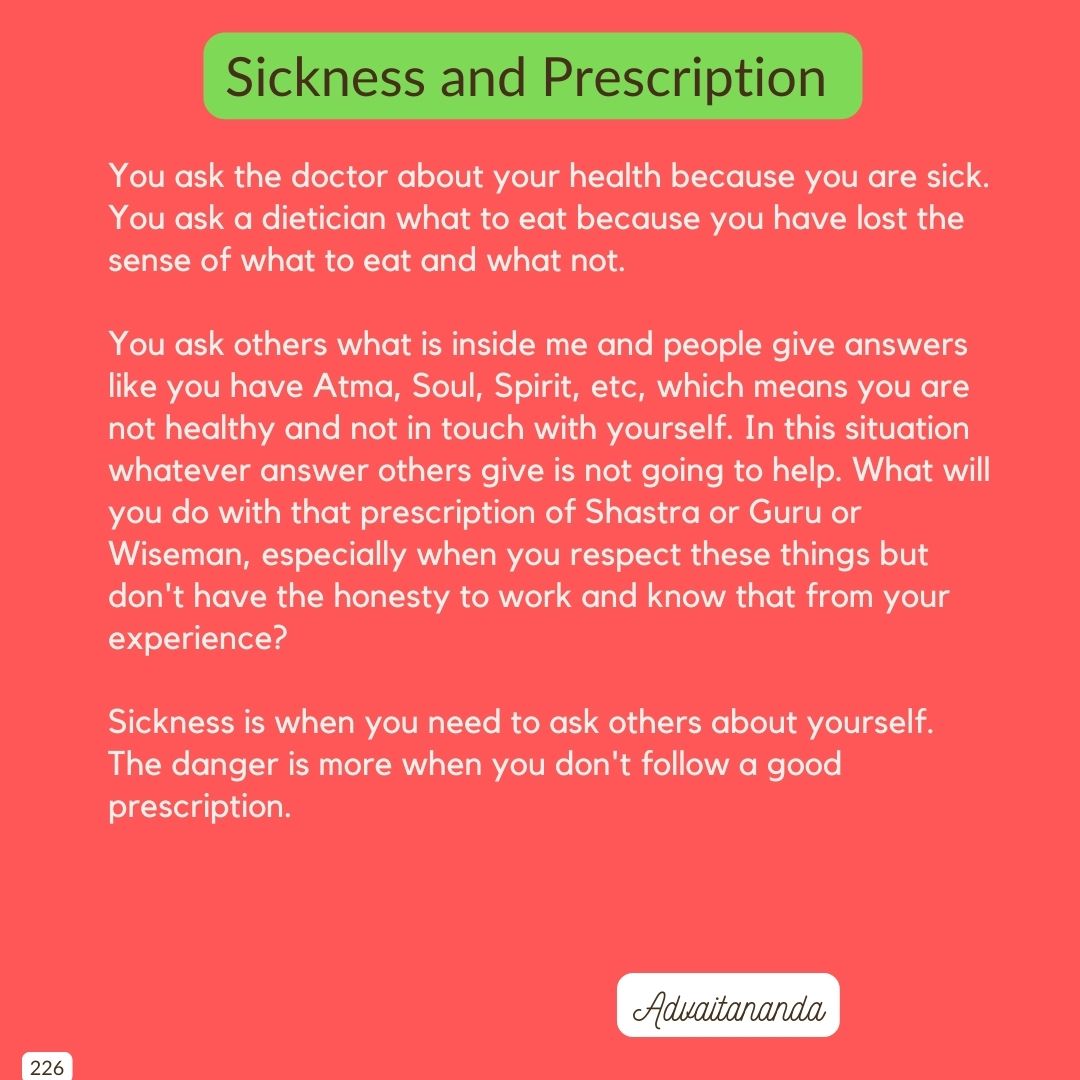 Sickness and Prescription
You ask the doctor about your health because you are sick.
You ask a dietician what to eat because you have lost the
sense of what to eat and what not.
You ask others what is inside me and people give answers
like you have Atma, Soul, Spirit, etc, which means you are
not healthy and not in touch with yourself. In this situation
whatever answer others give is not going to help. What will
you do with that prescription of Shastra or Guru or
Wiseman, especially when you respect these things but
don't have the honesty to work and know that from your
experience?
Sickness is when you need to ask others about yourself.
The danger is more when you don't follow a good
prescription.
Advaitananda
226